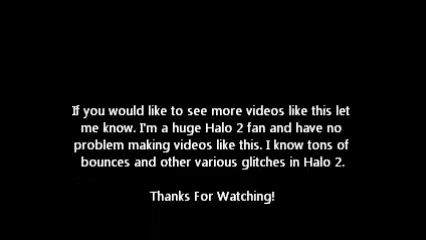 If you would like to see more videos like this let
me know. I'm a huge Halo 2 fan and have no
problem making videos like this. I know tons of
bounces and other various glitches in Halo 2.
Thanks For Watching!